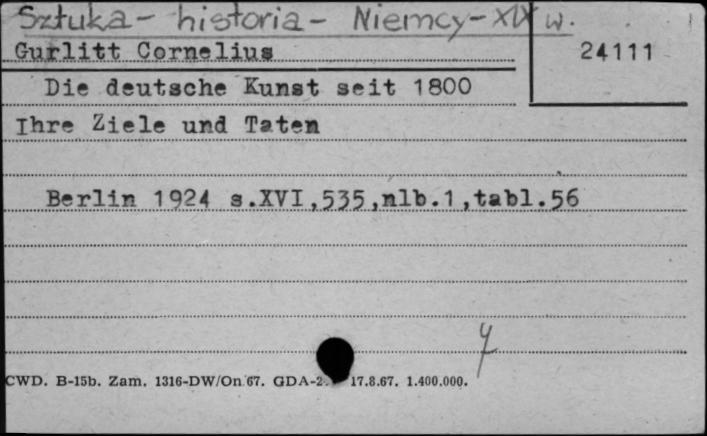 Sztuka - historia - Niemcy - XIX w.
Gurlitt Cornelius 24111
Die deutsche Kunst seit 1800
Ihre Ziele und Taten
Berlin 1924 s.XVI,535,nlb.1,tabl.56
CWD. B-15b. Zam. 1316-DW/On 67. GDA-2. 17.8.67. 1.400.000.